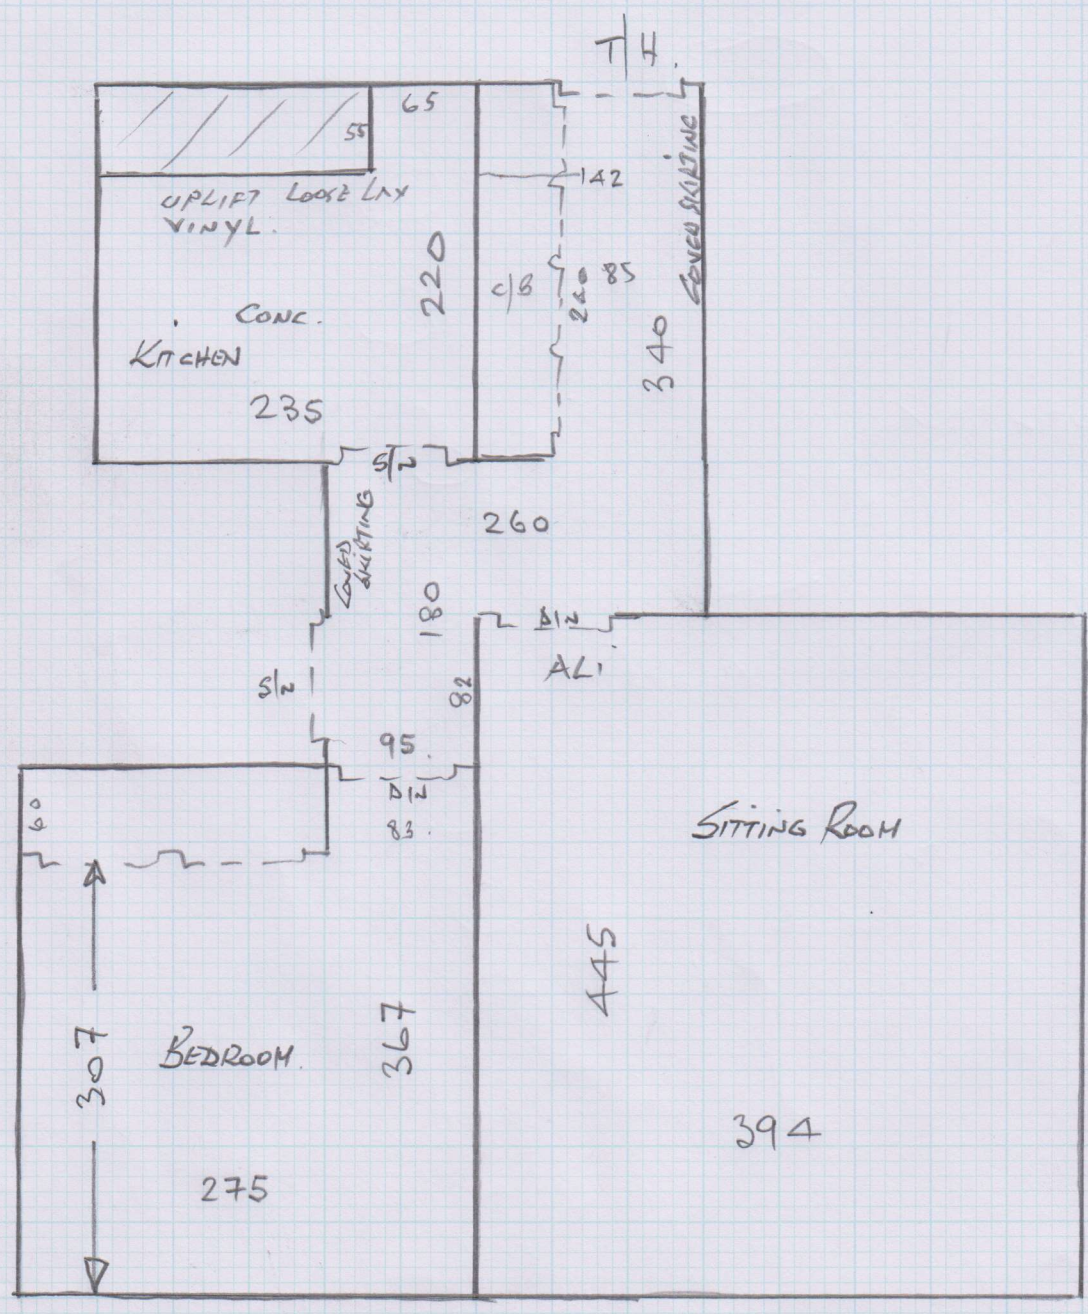 T/H.
65
55
142
COVED SKIRTING
UPLIFT LOOSE LAY
VINYL.
220
C/B
240
85
CONC.
KITCHEN
340
235
S/N
COVED
SKIRTING
260
180
D/N
ALi
S/N
82
95.
D/N
83.
60
SITTING ROOM
445
307
BEDROOM.
367
394
275